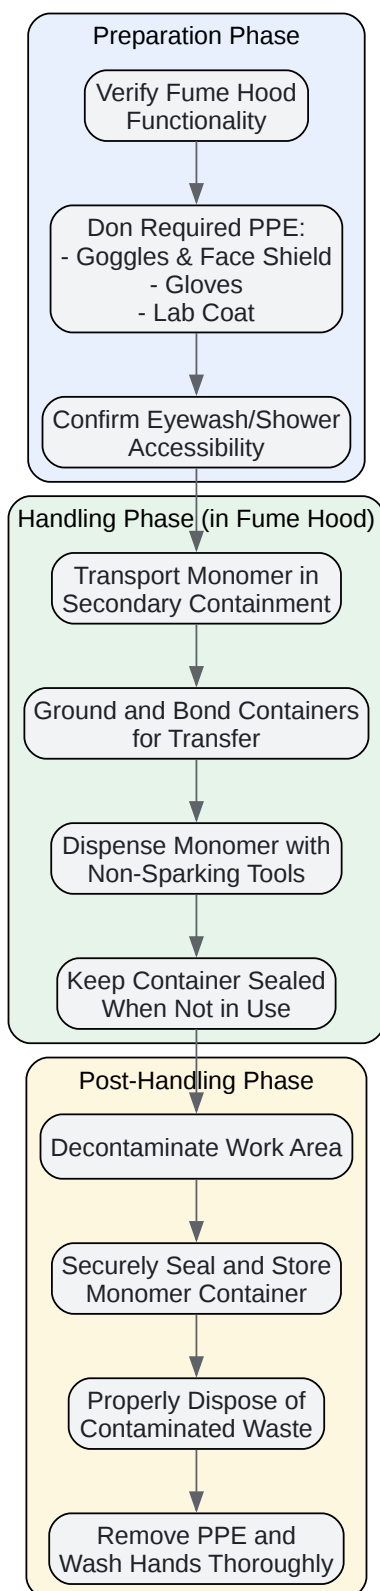 Preparation Phase
Verify Fume Hood
Functionality
Don Required PPE:
- Goggles & Face Shield
- Gloves
- Lab Coat
Confirm Eyewash/Shower
Accessibility
Handling Phase (in Fume Hood)
Transport Monomer in
Secondary Containment
Ground and Bond Containers
for Transfer
Dispense Monomer with
Non-Sparking Tools
Keep Container Sealed
When Not in Use
Post-Handling Phase
Decontaminate Work Area
Securely Seal and Store
Monomer Container
Properly Dispose of
Contaminated Waste
Remove PPE and
Wash Hands Thoroughly